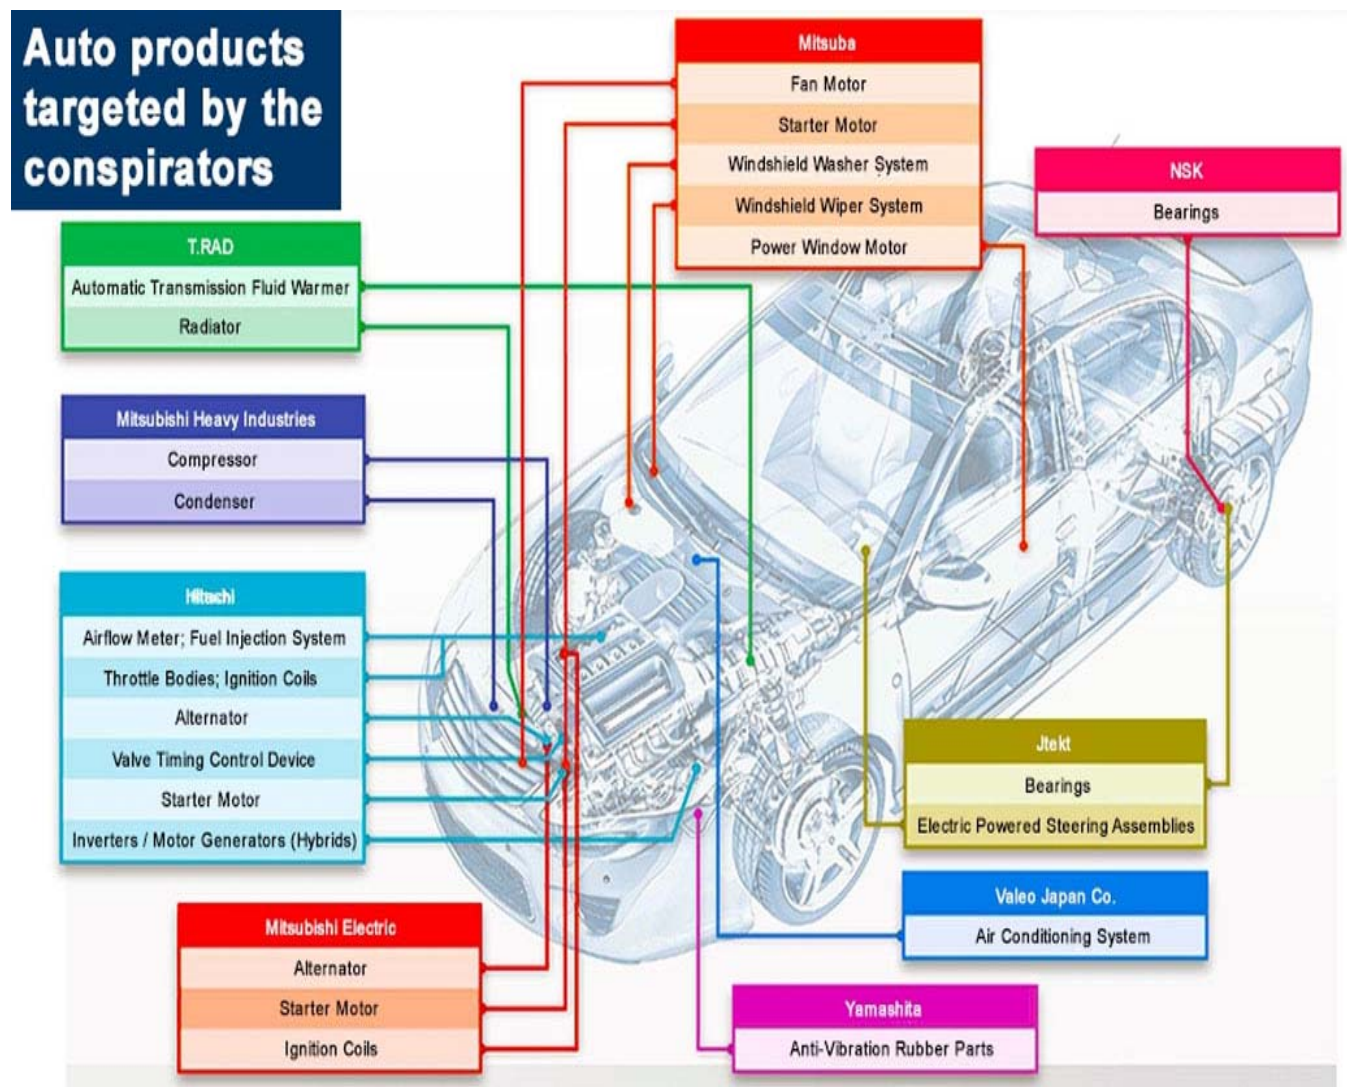 Auto products
targeted by the
conspirators
Mitsuba
Fan Motor
Starter Motor
Windshield Washer System
Windshield Wiper System
Power Window Motor
NSK
Bearings
T.RAD
Automatic Transmission Fluid Warmer
Radiator
Mitsubishi Heavy Industries
Compressor
Condenser
Hitachi
Airflow Meter; Fuel Injection System
Throttle Bodies; Ignition Coils
Alternator
Valve Timing Control Device
Starter Motor
Inverters / Motor Generators (Hybrids)
Jtekt
Bearings
Electric Powered Steering Assemblies
Valeo Japan Co.
Air Conditioning System
Mitsubishi Electric
Alternator
Starter Motor
Ignition Coils
Yamashita
Anti-Vibration Rubber Parts